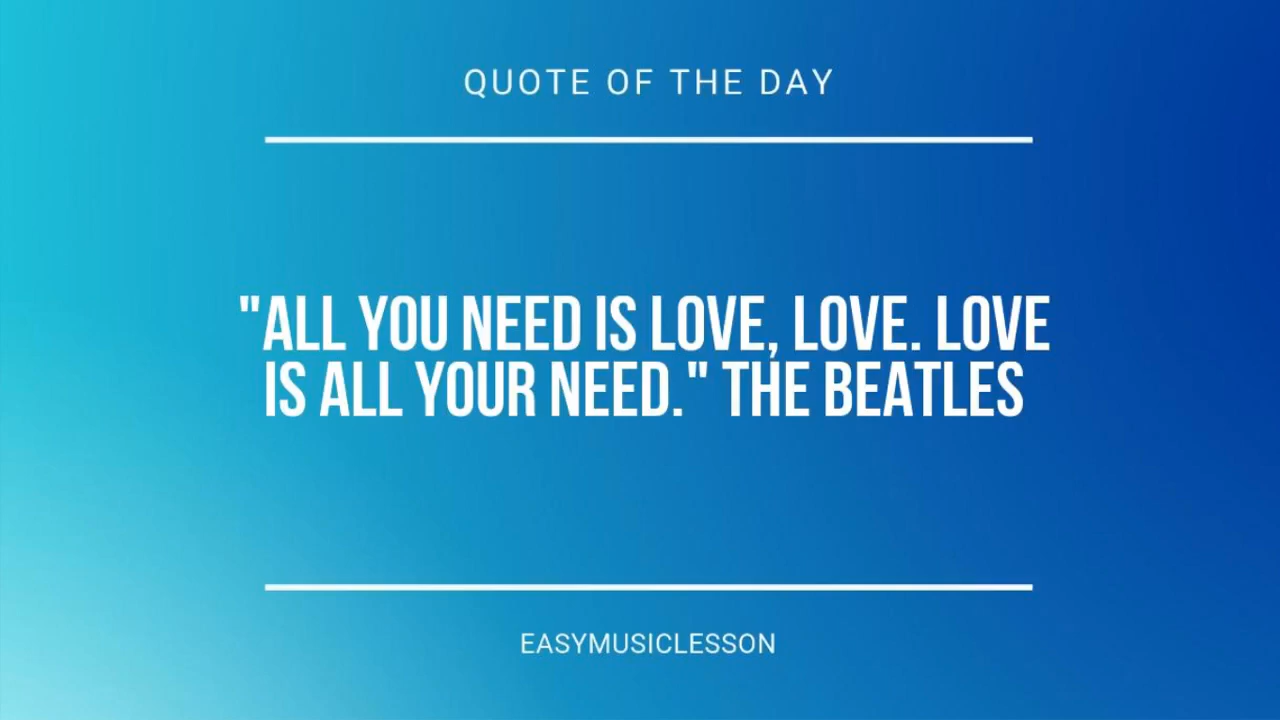 QUOTE OF THE DAY
"ALL YOU NEED IS LOVE, LOVE. LOVE
IS ALL YOUR NEED." THE BEATLES
EASYMUSICLESSON